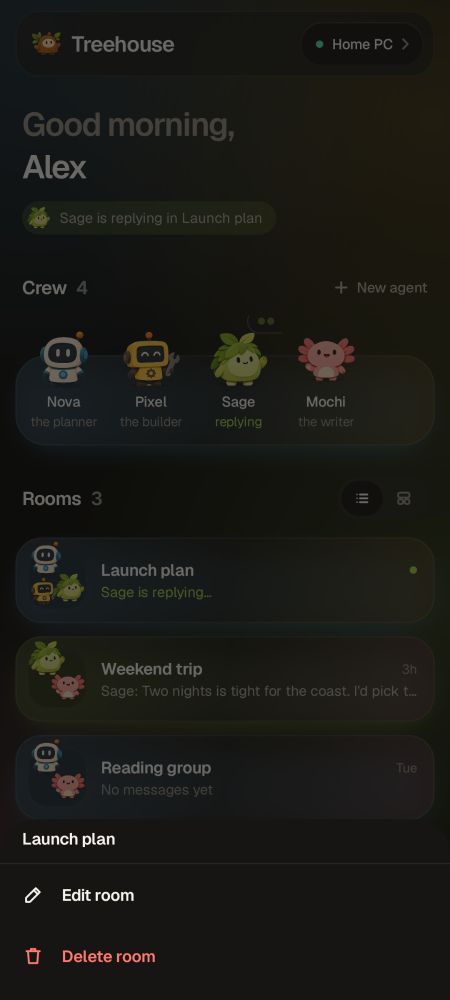 Treehouse
Home PC
Good morning,
Alex
Sage is replying in Launch plan
Crew 4
New agent
Nova
the planner
Pixel
the builder
Sage
replying
Mochi
the writer
Rooms 3
Launch plan
Sage is replying...
Weekend trip
3h
Sage: Two nights is tight for the coast. I'd pick t...
Reading group
Tue
No messages yet
Launch plan
Edit room
Delete room